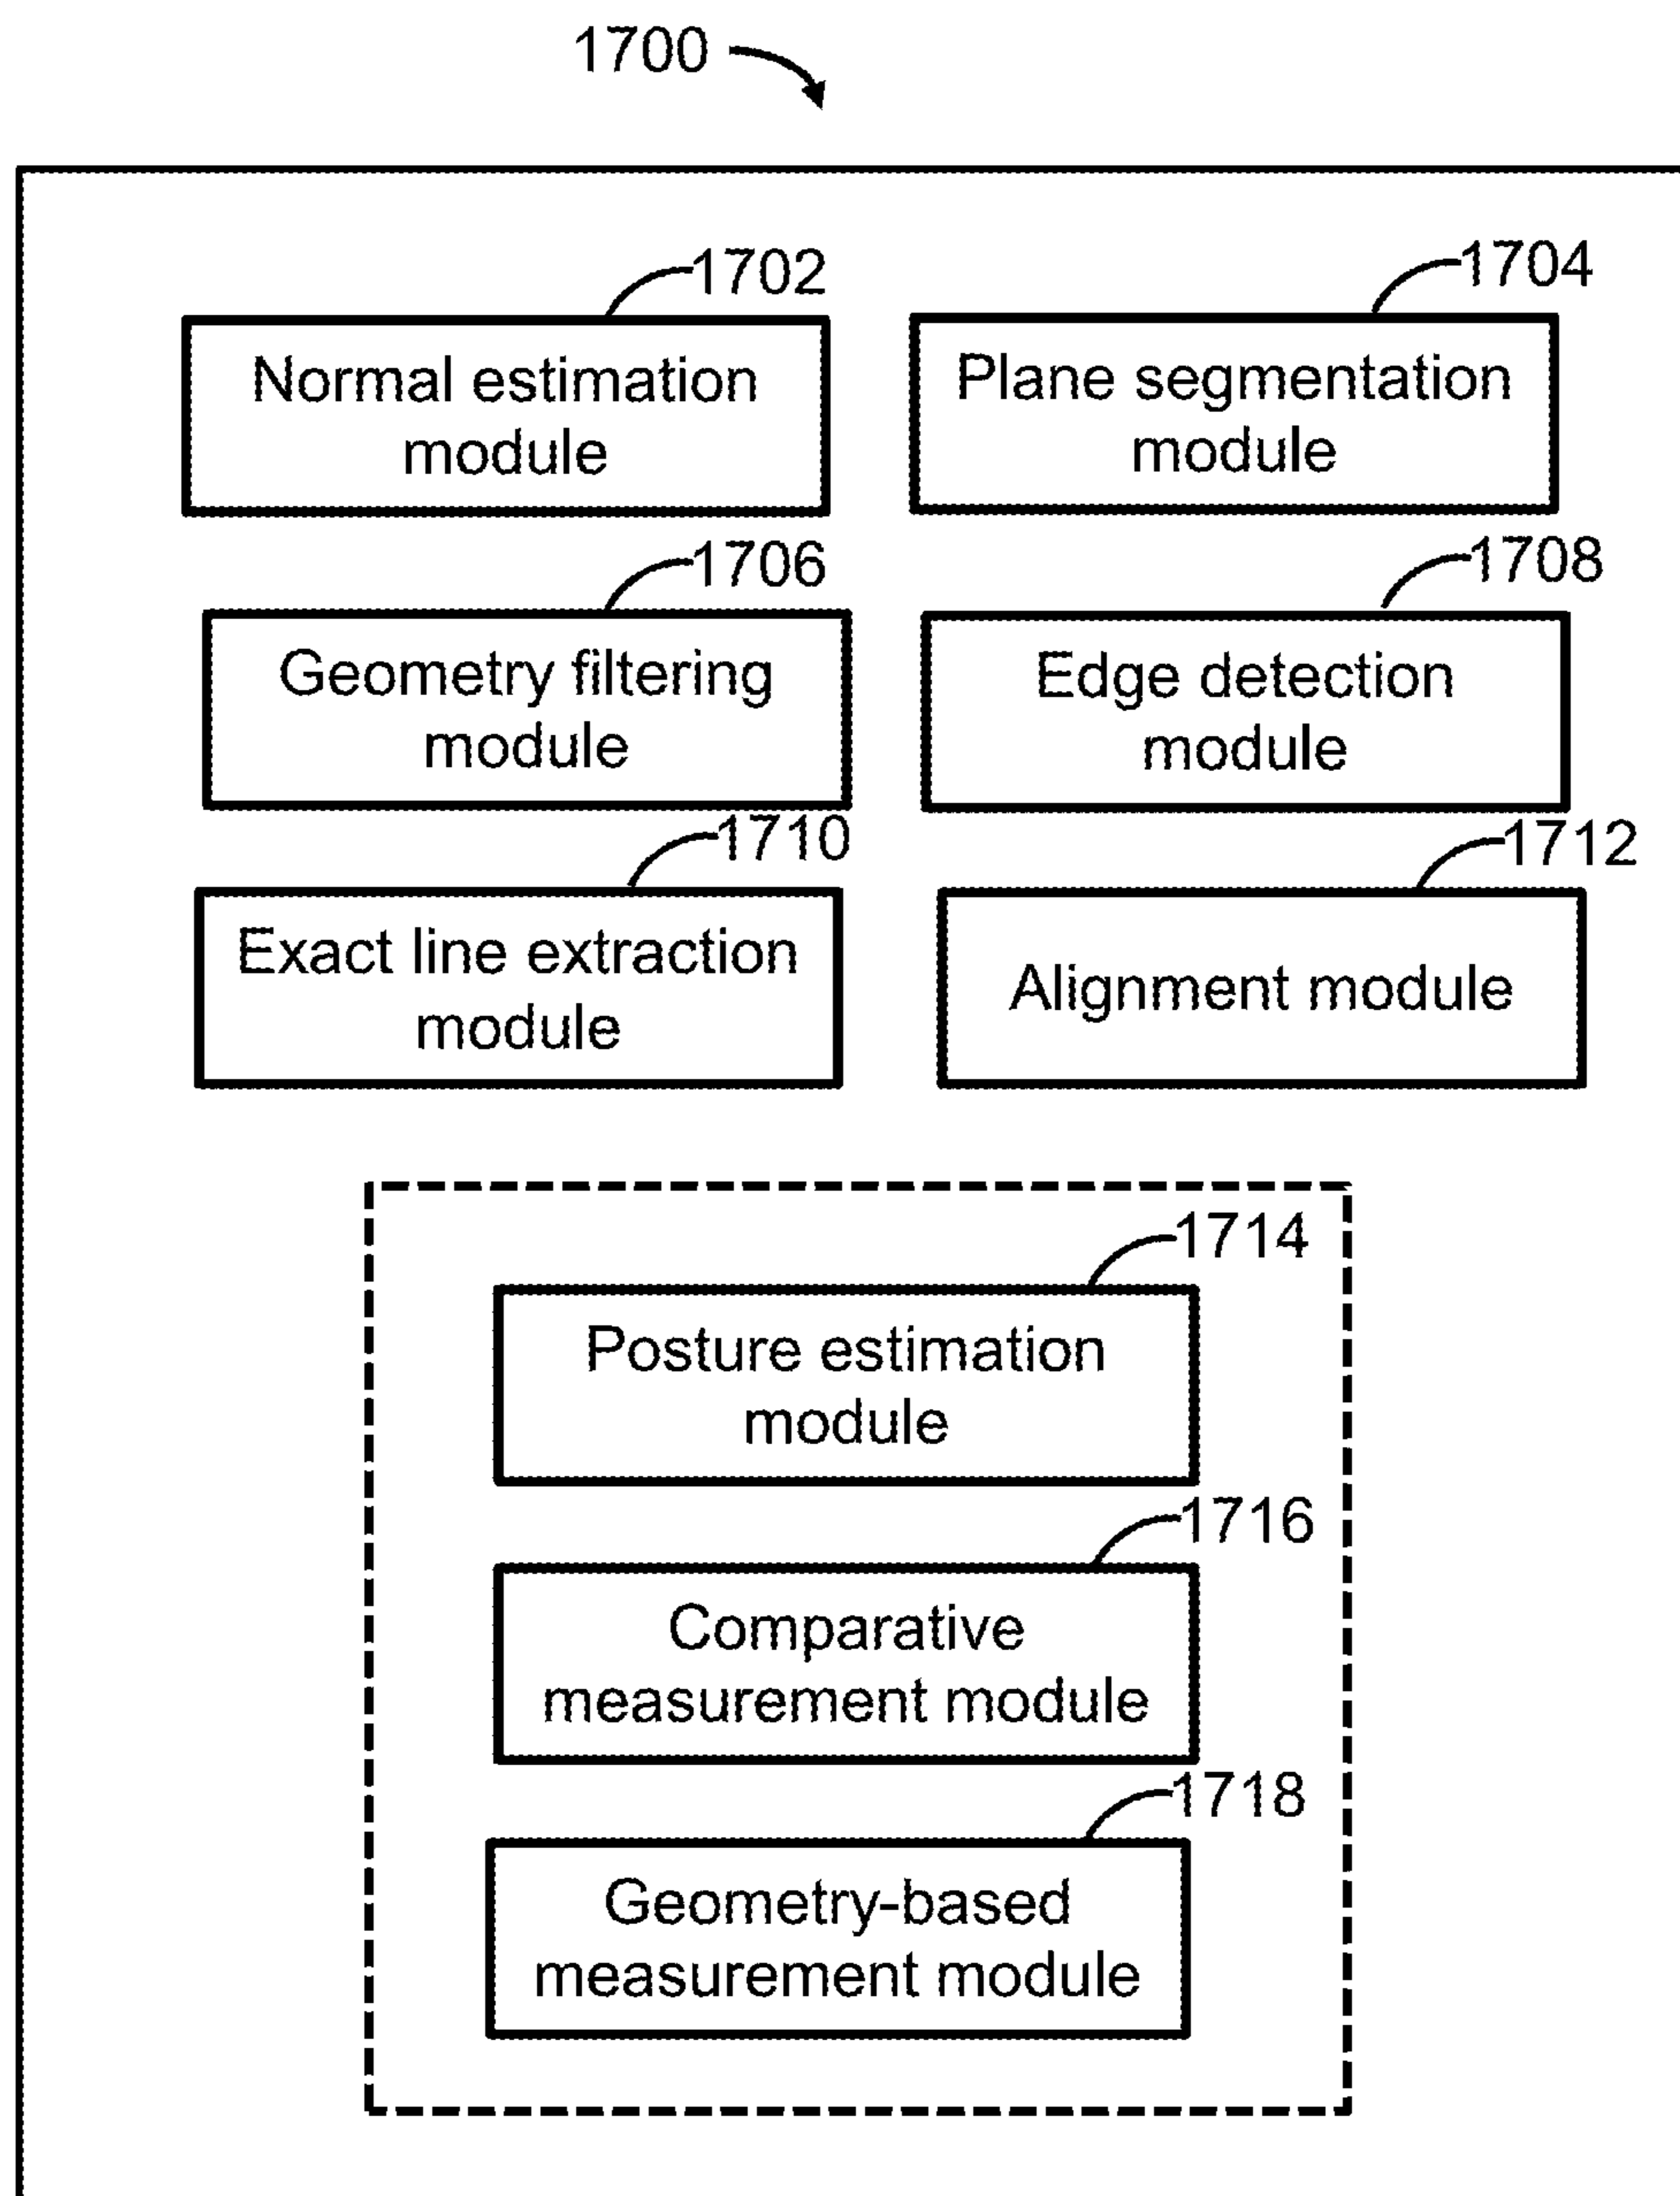 1700
1702
1704
Normal estimation
module
Plane segmentation
module
1706
1708
Geometry filtering
module
Edge detection
module
1710
1712
Exact line extraction
module
Alignment module
1714
Posture estimation
module
1716
Comparative
measurement module
1718
Geometry-based
measurement module